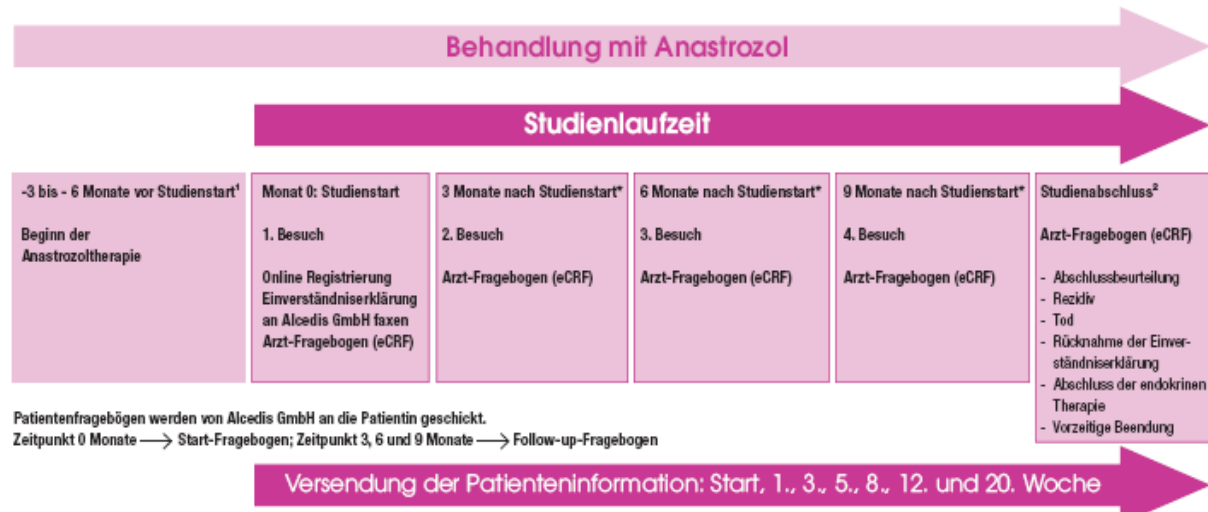 Behandlung mit Anastrozol
Studienlaufzeit
-3 bis - 6 Monate vor Studienstart¹
Beginn der
Anastrozoltherapie
Monat 0: Studienstart
1. Besuch
Online Registrierung
Einverständniserklärung
an Alcedis GmbH faxen
Arzt-Fragebogen (eCRF)
3 Monate nach Studienstart*
2. Besuch
Arzt-Fragebogen (eCRF)
6 Monate nach Studienstart*
3. Besuch
Arzt-Fragebogen (eCRF)
9 Monate nach Studienstart*
4. Besuch
Arzt-Fragebogen (eCRF)
Studienabschluss²
Arzt-Fragebogen (eCRF)
- Abschlussbeurteilung
- Rezidiv
- Tod
- Rücknahme der Einver-
ständniserklärung
- Abschluss der endokrinen
Therapie
- Vorzeitige Beendung
Patientenfragebögen werden von Alcedis GmbH an die Patientin geschickt.
Zeitpunkt 0 Monate ⟶ Start-Fragebogen; Zeitpunkt 3, 6 und 9 Monate ⟶ Follow-up-Fragebogen
Versendung der Patienteninformation: Start, 1., 3., 5., 8., 12. und 20. Woche